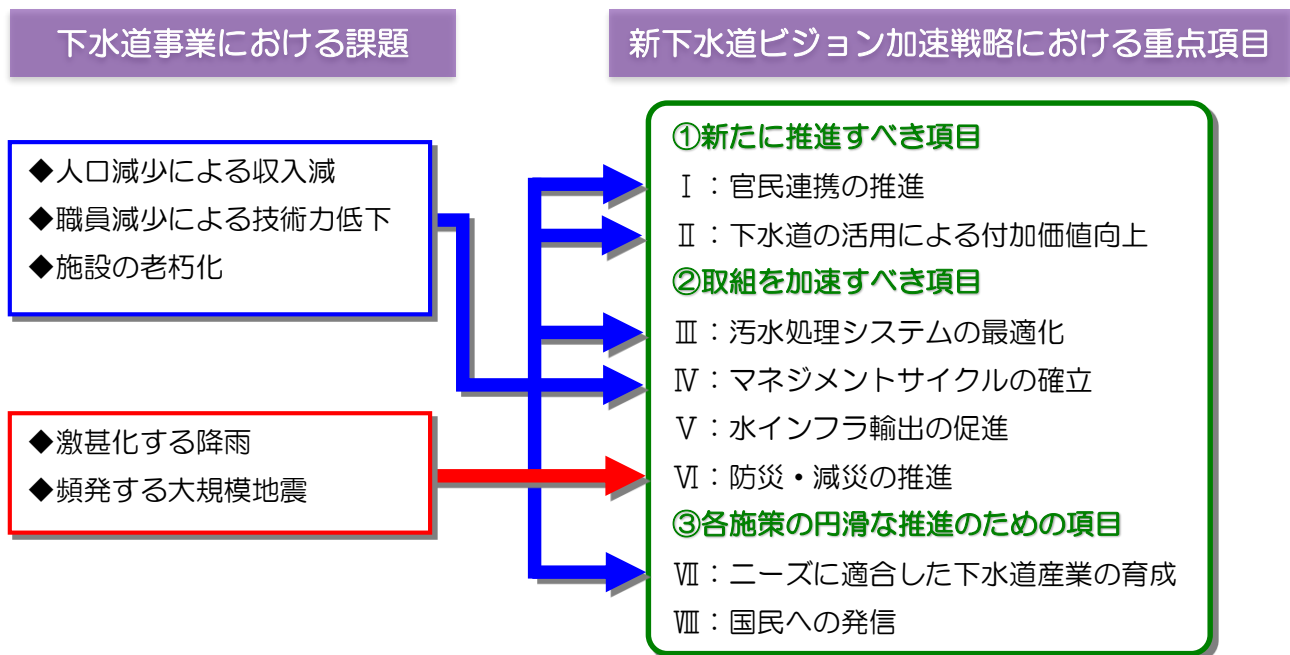 下水道事業における課題
新下水道ビジョン加速戦略における重点項目
◆人口減少による収入減
◆職員減少による技術力低下
◆施設の老朽化
◆激甚化する降雨
◆頻発する大規模地震
①新たに推進すべき項目
Ⅰ：官民連携の推進
Ⅱ：下水道の活用による付加価値向上
②取組を加速すべき項目
Ⅲ：汚水処理システムの最適化
Ⅳ：マネジメントサイクルの確立
Ⅴ：水インフラ輸出の促進
Ⅵ：防災・減災の推進
③各施策の円滑な推進のための項目
Ⅶ：ニーズに適合した下水道産業の育成
Ⅷ：国民への発信